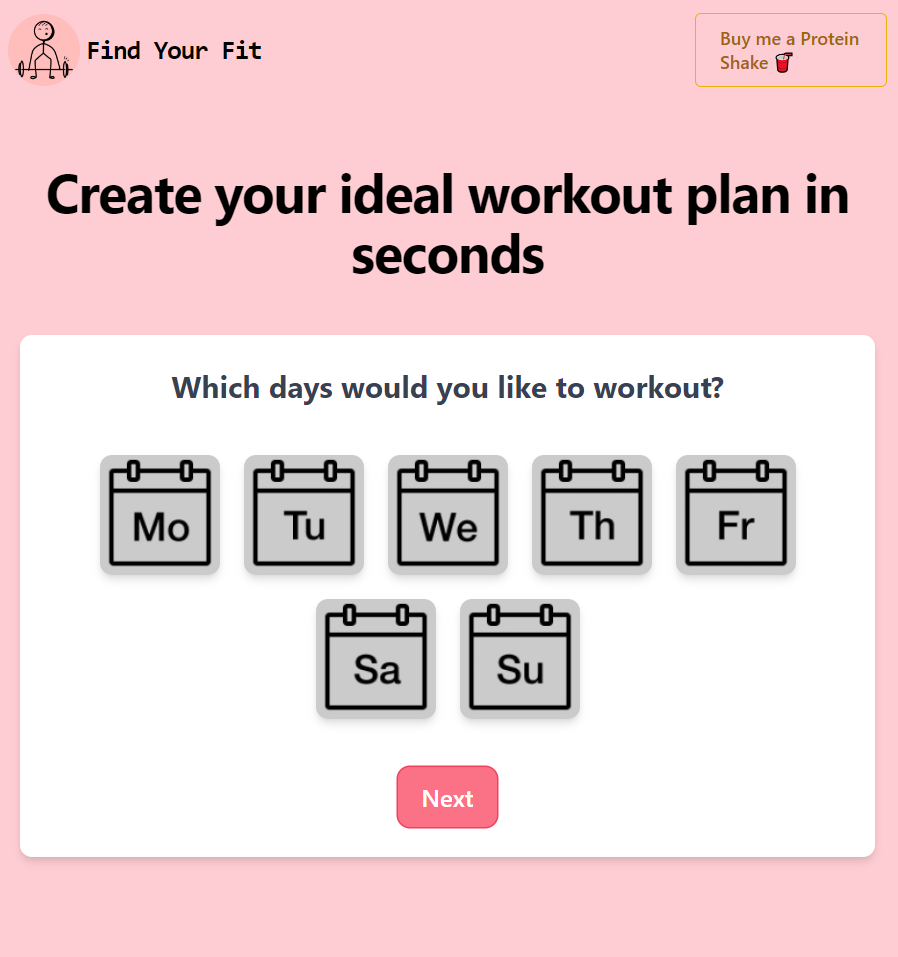 Find Your Fit
Buy me a Protein
Shake 🥤
Create your ideal workout plan in
seconds
Which days would you like to workout?
Mo Tu We Th Fr
Sa Su
Next